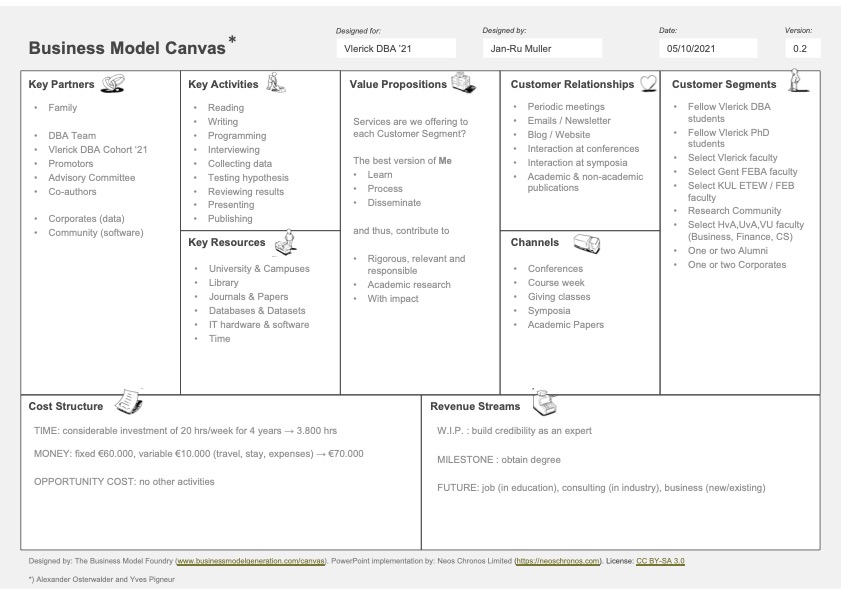 Business Model Canvas*
Designed for:
Vlerick DBA '21
Designed by:
Jan-Ru Muller
Date:
05/10/2021
Version:
0.2
Key Partners
• Family
• DBA Team
• Vlerick DBA Cohort '21
• Promotors
• Advisory Committee
• Co-authors
• Corporates (data)
• Community (software)
Key Activities
• Reading
• Writing
• Programming
• Interviewing
• Collecting data
• Testing hypothesis
• Reviewing results
• Presenting
• Publishing
Key Resources
• University & Campuses
• Library
• Journals & Papers
• Databases & Datasets
• IT hardware & software
• Time
Value Propositions
Services are we offering to
each Customer Segment?
The best version of Me
• Learn
• Process
• Disseminate
and thus, contribute to
• Rigorous, relevant and
responsible
• Academic research
• With impact
Customer Relationships
• Periodic meetings
• Emails / Newsletter
• Blog / Website
• Interaction at conferences
• Interaction at symposia
• Academic & non-academic
publications
Channels
• Conferences
• Course week
• Giving classes
• Symposia
• Academic Papers
Customer Segments
• Fellow Vlerick DBA
students
• Fellow Vlerick PhD
students
• Select Vlerick faculty
• Select Gent FEBA faculty
• Select KUL ETEW / FEB
faculty
• Research Community
• Select HvA,UvA,VU faculty
(Business, Finance, CS)
• One or two Alumni
• One or two Corporates
Cost Structure
TIME: considerable investment of 20 hrs/week for 4 years → 3.800 hrs
MONEY: fixed €60.000, variable €10.000 (travel, stay, expenses) → €70.000
OPPORTUNITY COST: no other activities
Revenue Streams
W.I.P. : build credibility as an expert
MILESTONE : obtain degree
FUTURE: job (in education), consulting (in industry), business (new/existing)
Designed by: The Business Model Foundry (www.businessmodelgeneration.com/canvas). PowerPoint implementation by: Neos Chronos Limited (https://neoschronos.com). License: CC BY-SA 3.0
*) Alexander Osterwalder and Yves Pigneur